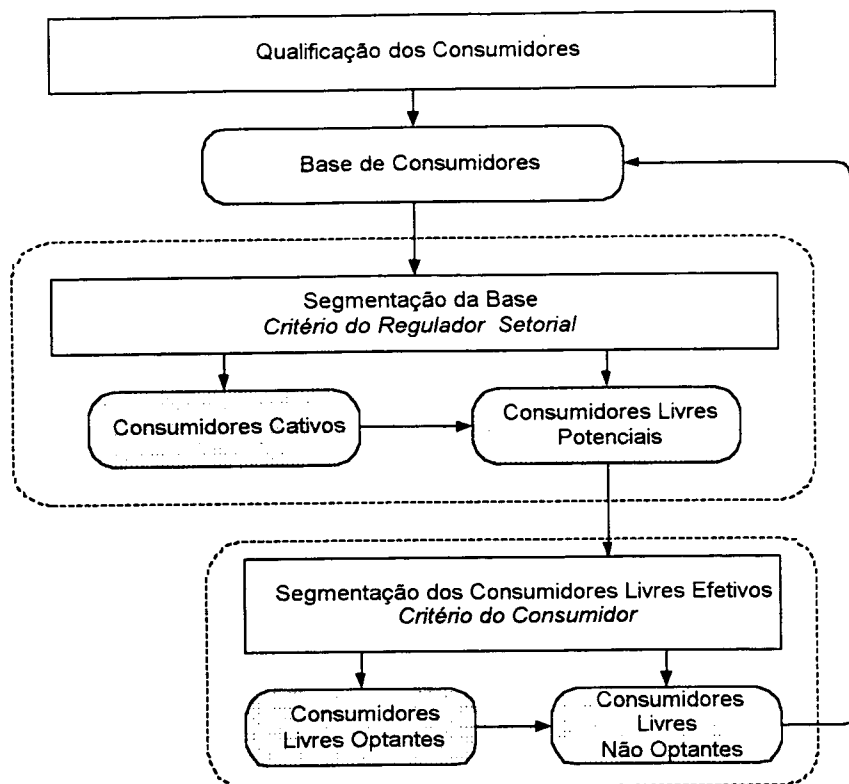 Qualificação dos Consumidores
Base de Consumidores
Segmentação da Base
Critério do Regulador Setorial
Consumidores Cativos
Consumidores Livres
Potenciais
Segmentação dos Consumidores Livres Efetivos
Critério do Consumidor
Consumidores
Livres Optantes
Consumidores
Livres
Não Optantes